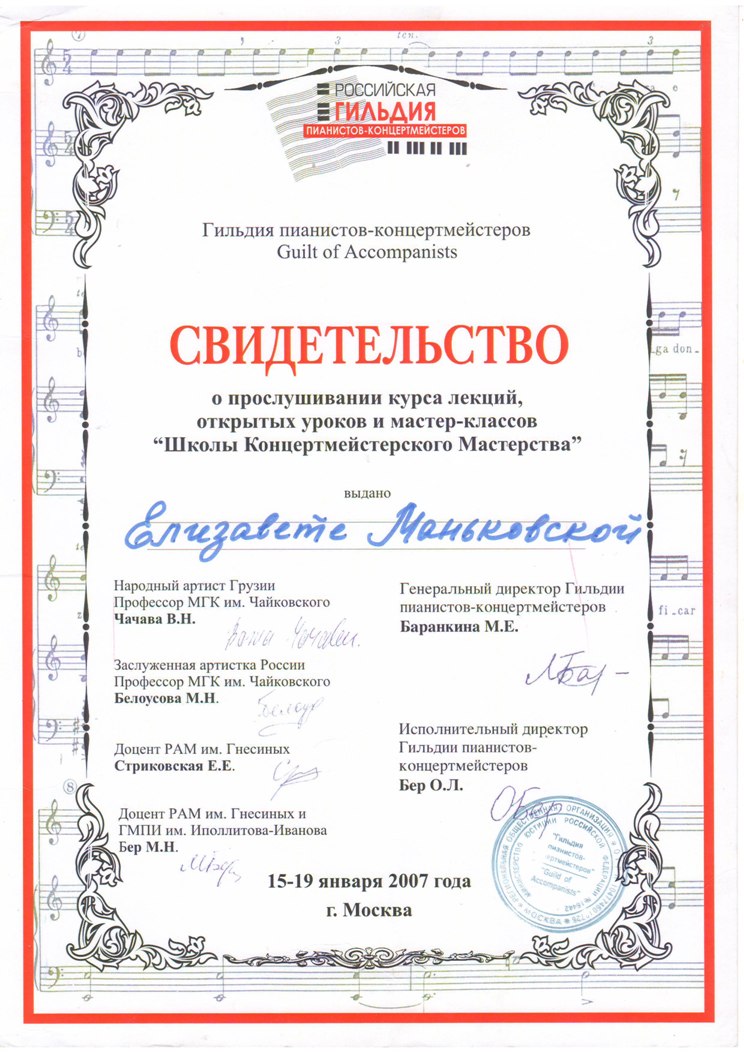 РОССИЙСКАЯ
ГИЛЬДИЯ
ПИАНИСТОВ-КОНЦЕРТМЕЙСТЕРОВ
Гильдия пианистов-концертмейстеров
Guilt of Accompanists
СВИДЕТЕЛЬСТВО
о прослушивании курса лекций,
открытых уроков и мастер-классов
“Школы Концертмейстерского Мастерства”
выдано
Елизавете Маньковской
Народный артист Грузии
Профессор МГК им. Чайковского
Чачава В.Н.
Заслуженная артистка России
Профессор МГК им. Чайковского
Белоусова М.Н.
Доцент РАМ им. Гнесиных
Стриковская Е.Е.
Доцент РАМ им. Гнесиных и
ГМПИ им. Иполлитова-Иванова
Бер М.Н.
Генеральный директор Гильдии
пианистов-концертмейстеров
Баранкина М.Е.
Исполнительный директор
Гильдии пианистов-
концертмейстеров
Бер О.Л.
"Гильдия
пианистов-
концертмейстеров"
"Guild of
Accompanists"
МОСКВА
15-19 января 2007 года
г. Москва
ga don_
fi_car